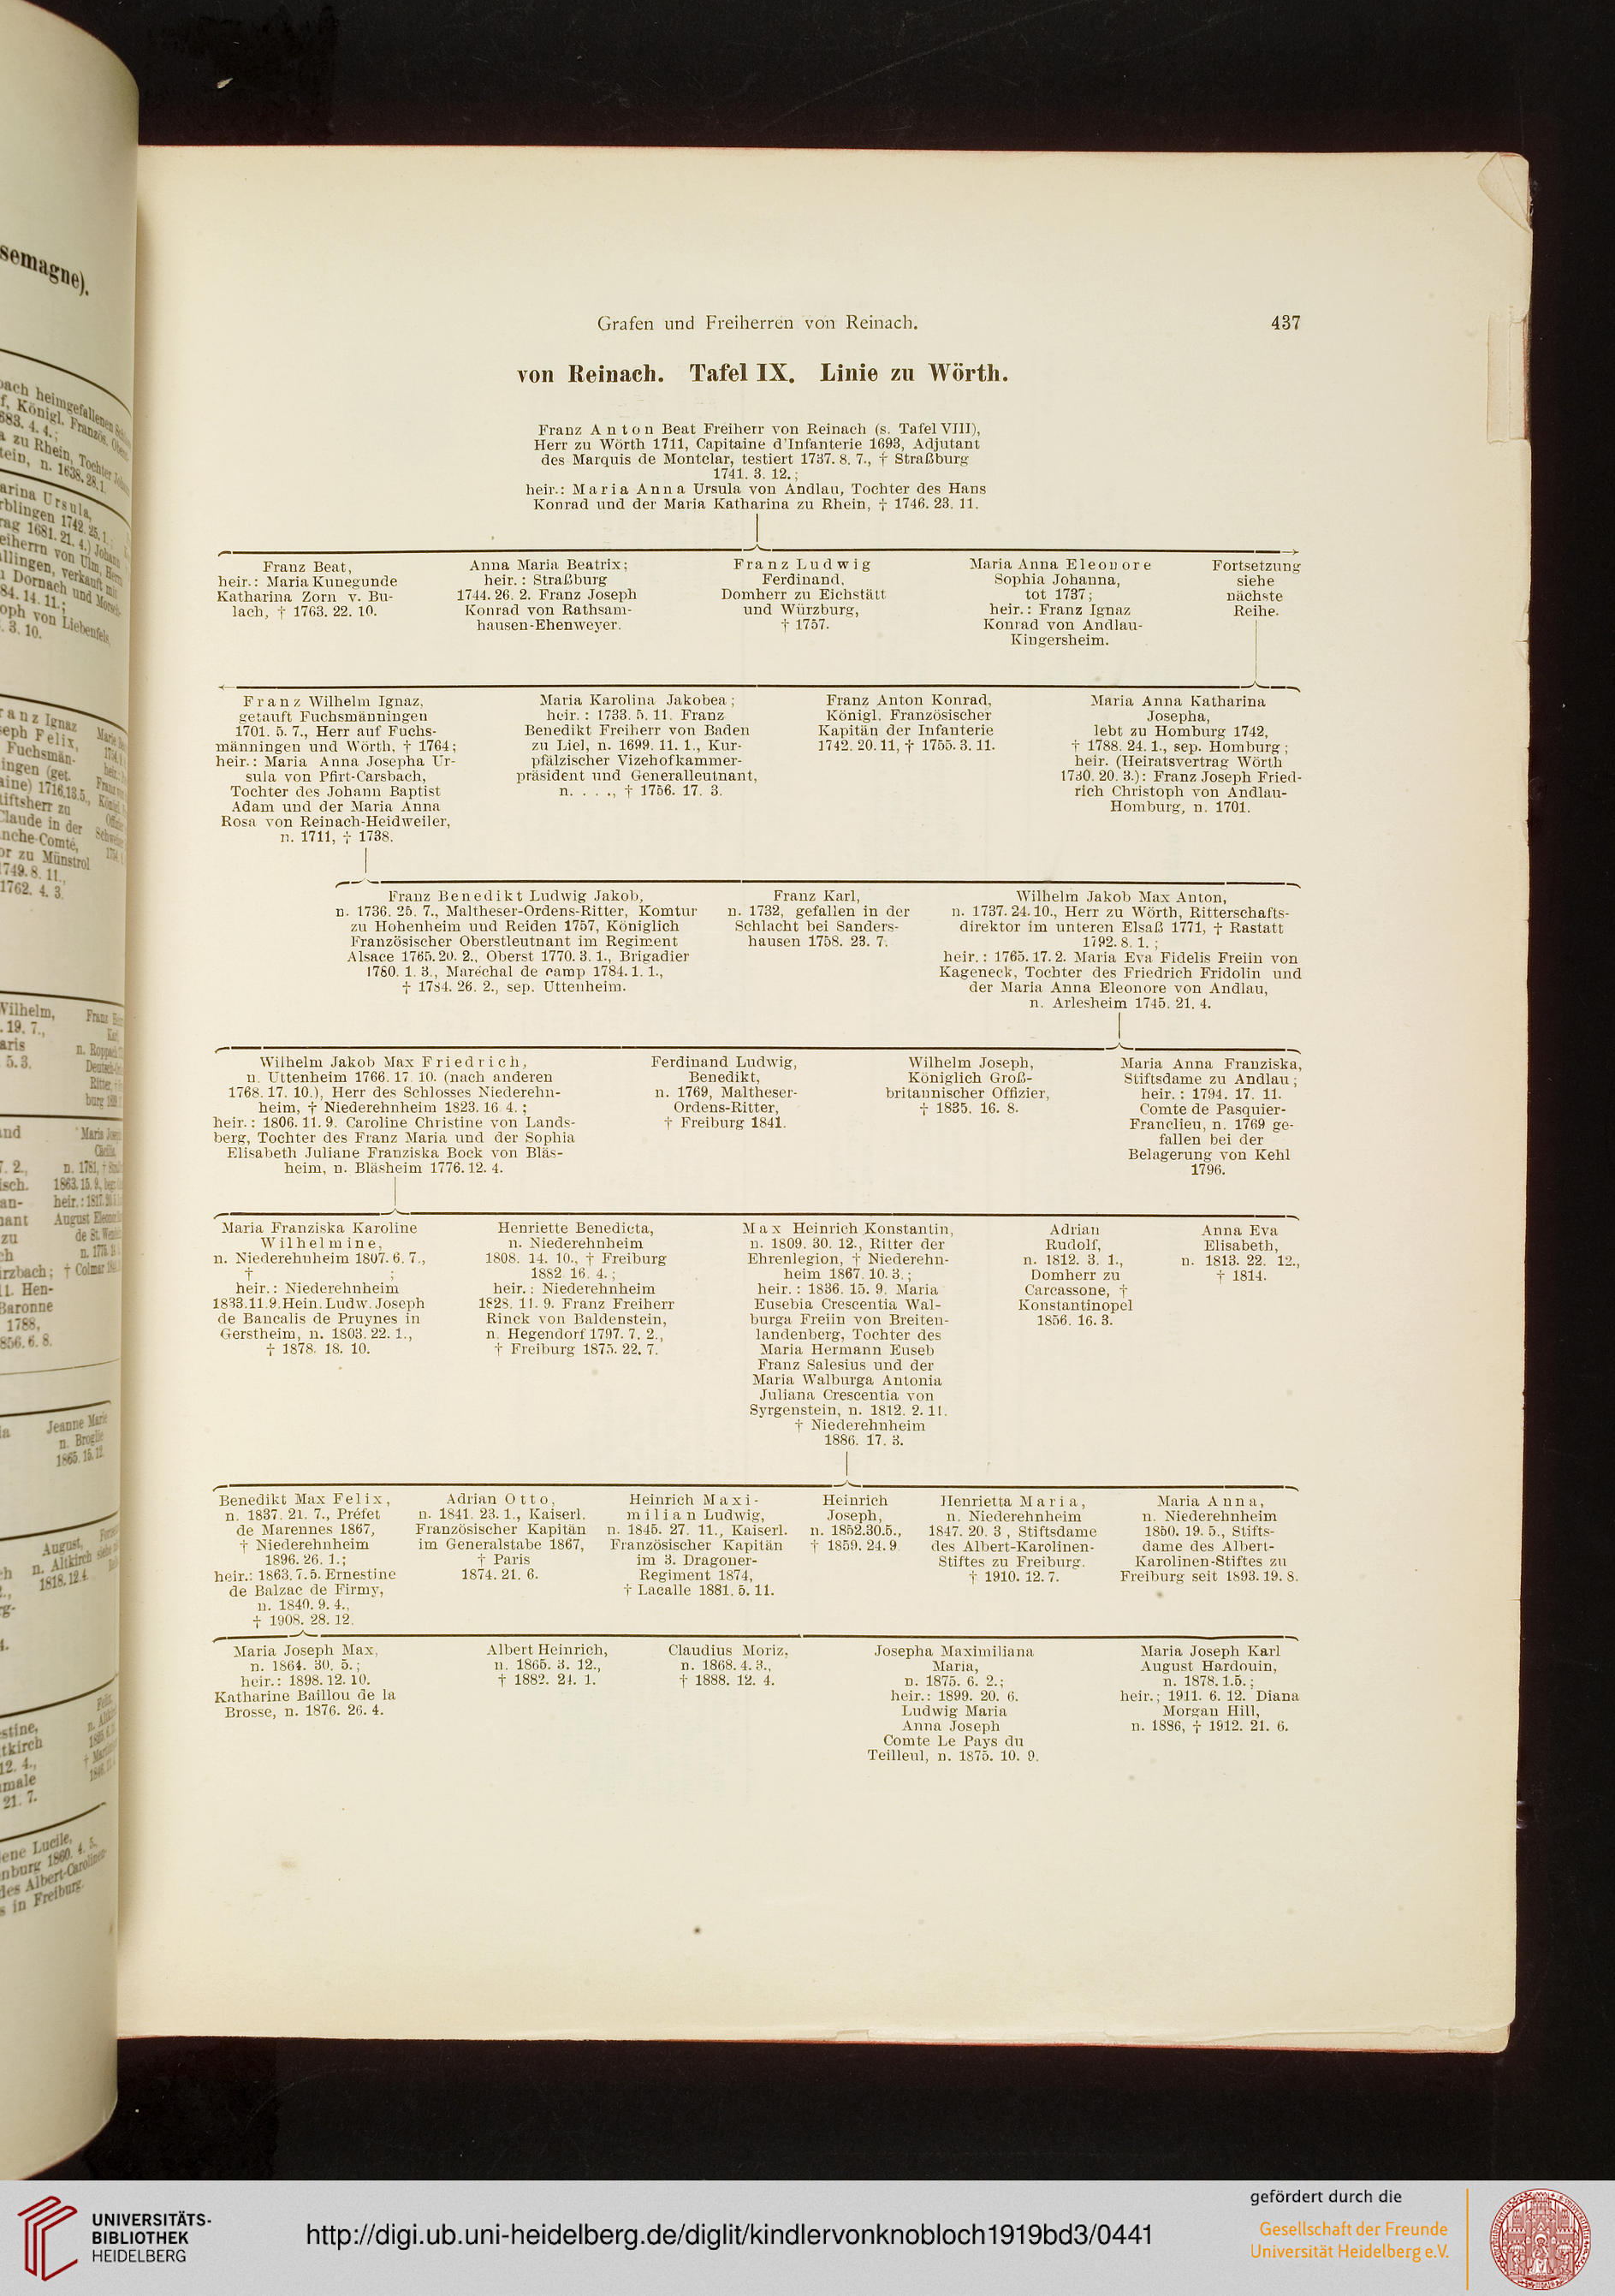 semagne).
Grafen und Freiherren von Reinach.
437
von Reinach. Tafel IX. Linie zu Wörth.
Franz Anton Beat Freiherr von Reinach (s. Tafel VIII),
Herr zu Wörth 1711, Capitaine d'Infanterie 1693, Adjutant
des Marquis de Montclar, testiert 1737. 8. 7., † Straßburg
1741. 3. 12.;
heir.: Maria Anna Ursula von Andlau, Tochter des Hans
Konrad und der Maria Katharina zu Rhein, † 1746. 23. 11.
Franz Beat,
heir.: Maria Kunegunde
Katharina Zorn v. Bu-
lach, † 1763. 22. 10.
Anna Maria Beatrix;
heir.: Straßburg
1744. 26. 2. Franz Joseph
Konrad von Rathsam-
hausen-Ehenweyer.
Franz Ludwig
Ferdinand,
Domherr zu Eichstätt
und Würzburg,
† 1757.
Maria Anna Eleonore
Sophia Johanna,
tot 1737;
heir.: Franz Ignaz
Konrad von Andlau-
Kingersheim.
Fortsetzung
siehe
nächste
Reihe.
Franz Wilhelm Ignaz,
getauft Fuchsmänningen
1701. 5. 7., Herr auf Fuchs-
männingen und Wörth, † 1764;
heir.: Maria Anna Josepha Ur-
sula von Pfirt-Carsbach,
Tochter des Johann Baptist
Adam und der Maria Anna
Rosa von Reinach-Heidweiler,
n. 1711, † 1738.
Maria Karolina Jakobea;
heir.: 1733. 5. 11. Franz
Benedikt Freiherr von Baden
zu Liel, n. 1699. 11. 1., Kur-
pfälzischer Vizehofkammer-
präsident und Generalleutnant,
n. . . ., † 1756. 17. 3.
Franz Anton Konrad,
Königl. Französischer
Kapitän der Infanterie
1742. 20. 11, † 1755. 3. 11.
Maria Anna Katharina
Josepha,
lebt zu Homburg 1742,
† 1788. 24. 1., sep. Homburg;
heir. (Heiratsvertrag Wörth
1730. 20. 3.): Franz Joseph Fried-
rich Christoph von Andlau-
Homburg, n. 1701.
Franz Benedikt Ludwig Jakob,
n. 1736. 25. 7., Maltheser-Ordens-Ritter, Komtur
zu Hohenheim und Reiden 1757, Königlich
Französischer Oberstleutnant im Regiment
Alsace 1765. 20. 2., Oberst 1770. 3. 1., Brigadier
1780. 1. 3., Maréchal de camp 1784. 1. 1.,
† 1784. 26. 2., sep. Uttenheim.
Franz Karl,
n. 1732, gefallen in der
Schlacht bei Sanders-
hausen 1758. 23. 7.
Wilhelm Jakob Max Anton,
n. 1737. 24. 10., Herr zu Wörth, Ritterschafts-
direktor im unteren Elsaß 1771, † Rastatt
1792. 8. 1.;
heir.: 1765. 17. 2. Maria Eva Fidelis Freiin von
Kageneck, Tochter des Friedrich Fridolin und
der Maria Anna Eleonore von Andlau,
n. Arlesheim 1745. 21. 4.
Wilhelm Jakob Max Friedrich,
n. Uttenheim 1766. 17. 10. (nach anderen
1768. 17. 10.), Herr des Schlosses Niederehn-
heim, † Niederehnheim 1823. 16. 4.;
heir.: 1806. 11. 9. Caroline Christine von Lands-
berg, Tochter des Franz Maria und der Sophia
Elisabeth Juliane Franziska Bock von Bläs-
heim, n. Bläsheim 1776. 12. 4.
Ferdinand Ludwig,
Benedikt,
n. 1769, Maltheser-
Ordens-Ritter,
† Freiburg 1841.
Wilhelm Joseph,
Königlich Groß-
britannischer Offizier,
† 1835. 16. 8.
Maria Anna Franziska,
Stiftsdame zu Andlau;
heir.: 1794. 17. 11.
Comte de Pasquier-
Franclieu, n. 1769 ge-
fallen bei der
Belagerung von Kehl
1796.
Maria Franziska Karoline
Wilhelmine,
n. Niederehnheim 1807. 6. 7.,
† ;
heir.: Niederehnheim
1833. 11. 9. Hein. Ludw. Joseph
de Bancalis de Pruynes in
Gerstheim, n. 1803. 22. 1.,
† 1878. 18. 10.
Henriette Benedicta,
n. Niederehnheim
1808. 14. 10., † Freiburg
1882. 16. 4.;
heir.: Niederehnheim
1828. 11. 9. Franz Freiherr
Rinck von Baldenstein,
n. Hegendorf 1797. 7. 2.,
† Freiburg 1875. 22. 7.
Max Heinrich Konstantin,
n. 1809. 30. 12., Ritter der
Ehrenlegion, † Niederehn-
heim 1867. 10. 3.;
heir.: 1836. 15. 9. Maria
Eusebia Crescentia Wal-
burga Freiin von Breiten-
landenberg, Tochter des
Maria Hermann Euseb
Franz Salesius und der
Maria Walburga Antonia
Juliana Crescentia von
Syrgenstein, n. 1812. 2. 11.
† Niederehnheim
1886. 17. 3.
Adrian
Rudolf,
n. 1812. 3. 1.,
Domherr zu
Carcassone, †
Konstantinopel
1856. 16. 3.
Anna Eva
Elisabeth,
n. 1813. 22. 12.,
† 1814.
Benedikt Max Felix,
n. 1837. 21. 7., Préfet
de Marennes 1867,
† Niederehnheim
1896. 26. 1.;
heir.: 1863. 7. 5. Ernestine
de Balzac de Firmy,
n. 1840. 9. 4.,
† 1908. 28. 12.
Adrian Otto,
n. 1841. 23. 1., Kaiserl.
Französischer Kapitän
im Generalstabe 1867,
† Paris
1874. 21. 6.
Heinrich Maxi-
milian Ludwig,
n. 1845. 27. 11., Kaiserl.
Französischer Kapitän
im 3. Dragoner-
Regiment 1874,
† Lacalle 1881. 5. 11.
Heinrich
Joseph,
n. 1852. 30. 5.,
† 1859. 24. 9.
Henrietta Maria,
n. Niederehnheim
1847. 20. 3, Stiftsdame
des Albert-Karolinen-
Stiftes zu Freiburg.
† 1910. 12. 7.
Maria Anna,
n. Niederehnheim
1850. 19. 5., Stifts-
dame des Albert-
Karolinen-Stiftes zu
Freiburg seit 1893. 19. 8.
Maria Joseph Max,
n. 1864. 30. 5.;
heir.: 1898. 12. 10.
Katharine Baillou de la
Brosse, n. 1876. 26. 4.
Albert Heinrich,
n. 1865. 3. 12.,
† 1882. 24. 1.
Claudius Moriz,
n. 1868. 4. 3.,
† 1888. 12. 4.
Josepha Maximiliana
Maria,
n. 1875. 6. 2.;
heir.: 1899. 20. 6.
Ludwig Maria
Anna Joseph
Comte Le Pays du
Teilleul, n. 1875. 10. 9.
Maria Joseph Karl
August Hardouin,
n. 1878. 1. 5.;
heir.; 1911. 6. 12. Diana
Morgan Hill,
n. 1886, † 1912. 21. 6.
UNIVERSITÄTS-
BIBLIOTHEK
HEIDELBERG
http://digi.ub.uni-heidelberg.de/diglit/kindlervonknobloch1919bd3/0441
gefördert durch die
Gesellschaft der Freunde
Universität Heidelberg e.V.